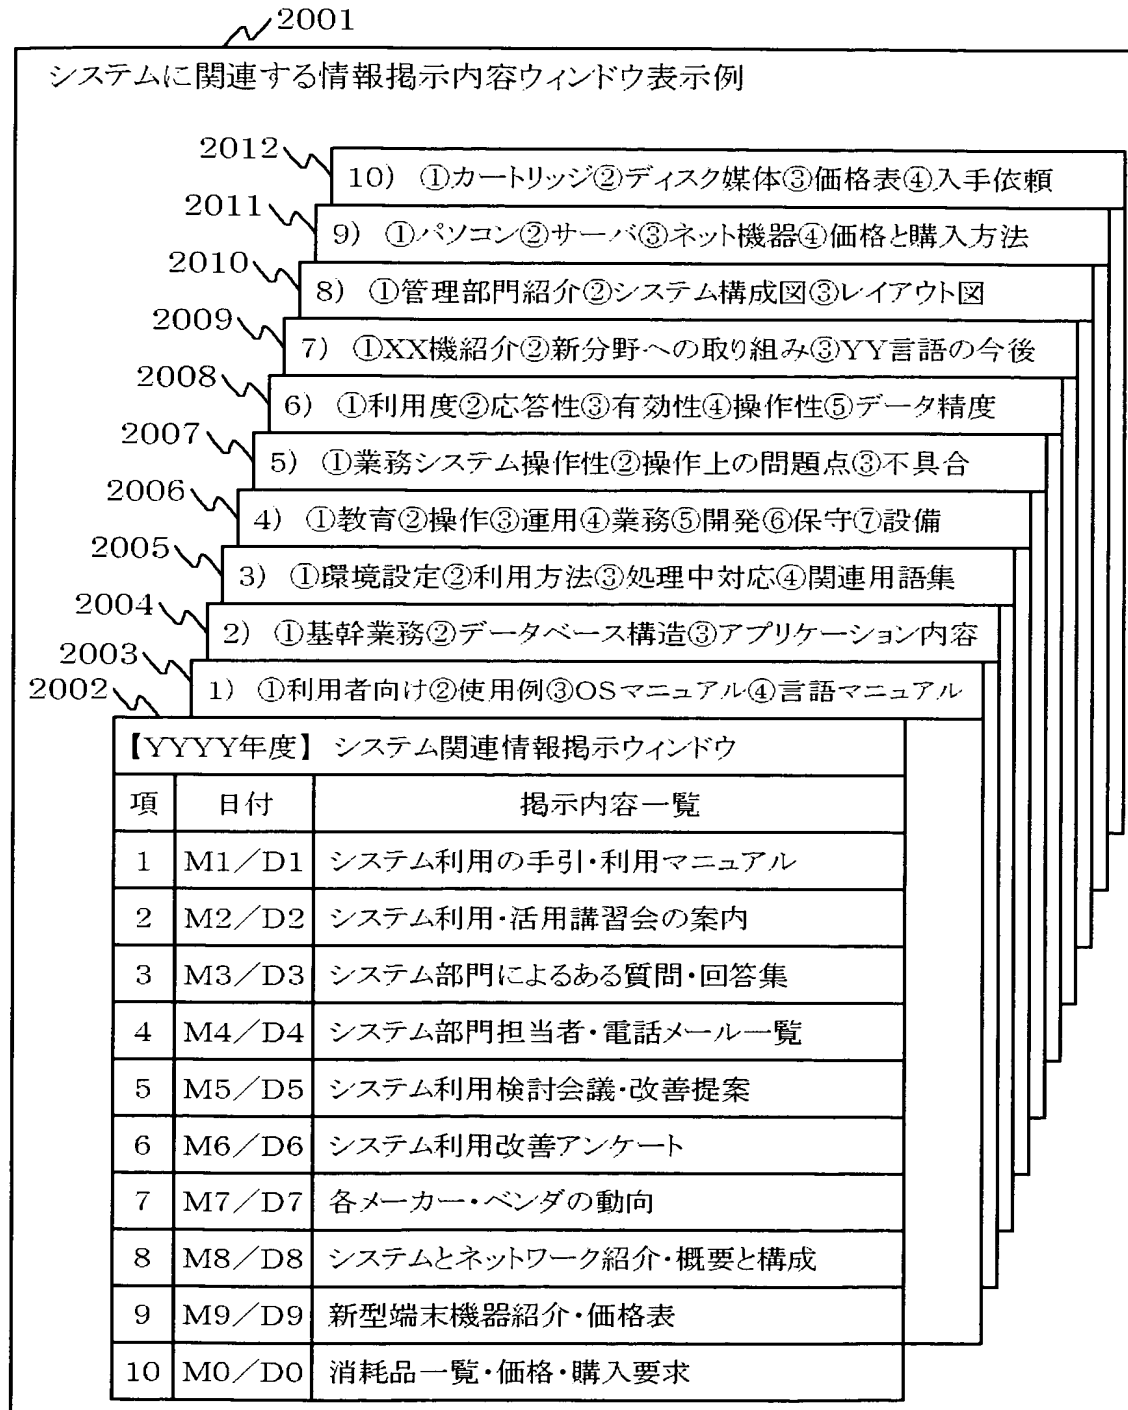 2001
システムに関連する情報掲示内容ウィンドウ表示例
2012
10) ①カートリッジ②ディスク媒体③価格表④入手依頼
2011
9) ①パソコン②サーバ③ネット機器④価格と購入方法
2010
8) ①管理部門紹介②システム構成図③レイアウト図
2009
7) ①XX機紹介②新分野への取り組み③YY言語の今後
2008
6) ①利用度②応答性③有効性④操作性⑤データ精度
2007
5) ①業務システム操作性②操作上の問題点③不具合
2006
4) ①教育②操作③運用④業務⑤開発⑥保守⑦設備
2005
3) ①環境設定②利用方法③処理中対応④関連用語集
2004
2) ①基幹業務②データベース構造③アプリケーション内容
2003
1) ①利用者向け②使用例③OSマニュアル④言語マニュアル
2002
【YYYY年度】 システム関連情報掲示ウィンドウ
項 日付 掲示内容一覧
1 M1/D1 システム利用の手引・利用マニュアル
2 M2/D2 システム利用・活用講習会の案内
3 M3/D3 システム部門によるある質問・回答集
4 M4/D4 システム部門担当者・電話メール一覧
5 M5/D5 システム利用検討会議・改善提案
6 M6/D6 システム利用改善アンケート
7 M7/D7 各メーカー・ベンダの動向
8 M8/D8 システムとネットワーク紹介・概要と構成
9 M9/D9 新型端末機器紹介・価格表
10 M0/D0 消耗品一覧・価格・購入要求